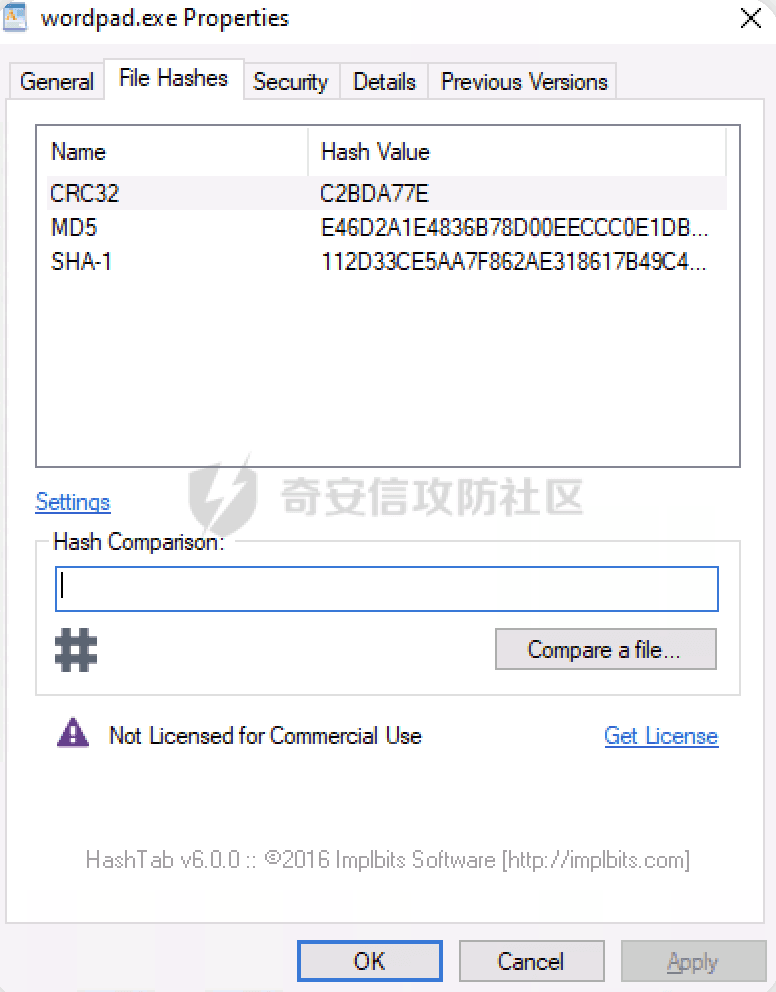 wordpad.exe Properties
General File Hashes Security Details Previous Versions
Name Hash Value
CRC32 C2BDA77E
MD5 E46D2A1E4836B78D00EECCC0E1DB...
SHA-1 112D33CE5AA7F862AE318617B49C4...
Settings
奇安信攻防社区
Hash Comparison:
Compare a file...
Not Licensed for Commercial Use Get License
HashTab v6.0.0 :: ©2016 Implbits Software [http://implbits.com]
OK Cancel Apply